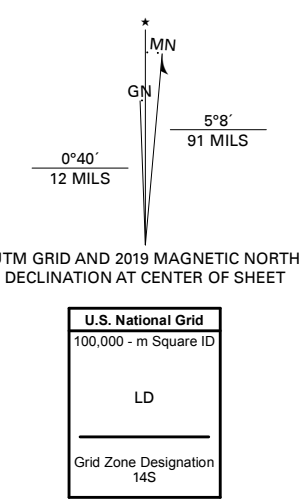 ★
MN
GN
5°8´
91 MILS
0°40´
12 MILS
UTM GRID AND 2019 MAGNETIC NORTH
DECLINATION AT CENTER OF SHEET
U.S. National Grid
100,000 - m Square ID
LD
Grid Zone Designation
14S